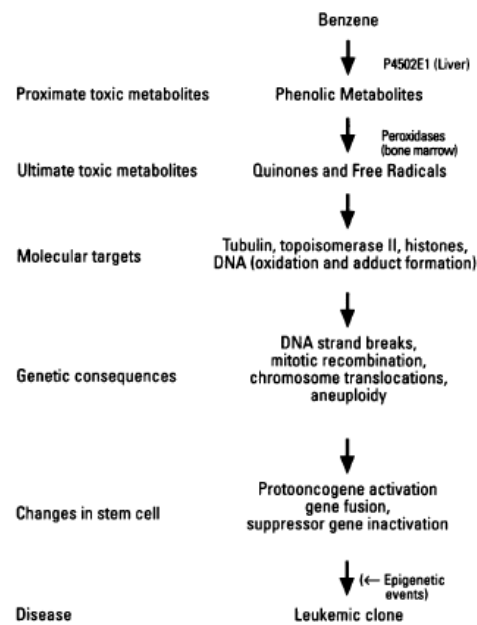 Benzene
P4502E1 (Liver)
Proximate toxic metabolites Phenolic Metabolites
Peroxidases
(bone marrow)
Ultimate toxic metabolites Quinones and Free Radicals
Molecular targets
Tubulin, topoisomerase II, histones,
DNA (oxidation and adduct formation)
Genetic consequences
DNA strand breaks,
mitotic recombination,
chromosome translocations,
aneuploidy
Changes in stem cell
Protooncogene activation
gene fusion,
suppressor gene inactivation
(← Epigenetic
events)
Disease Leukemic clone